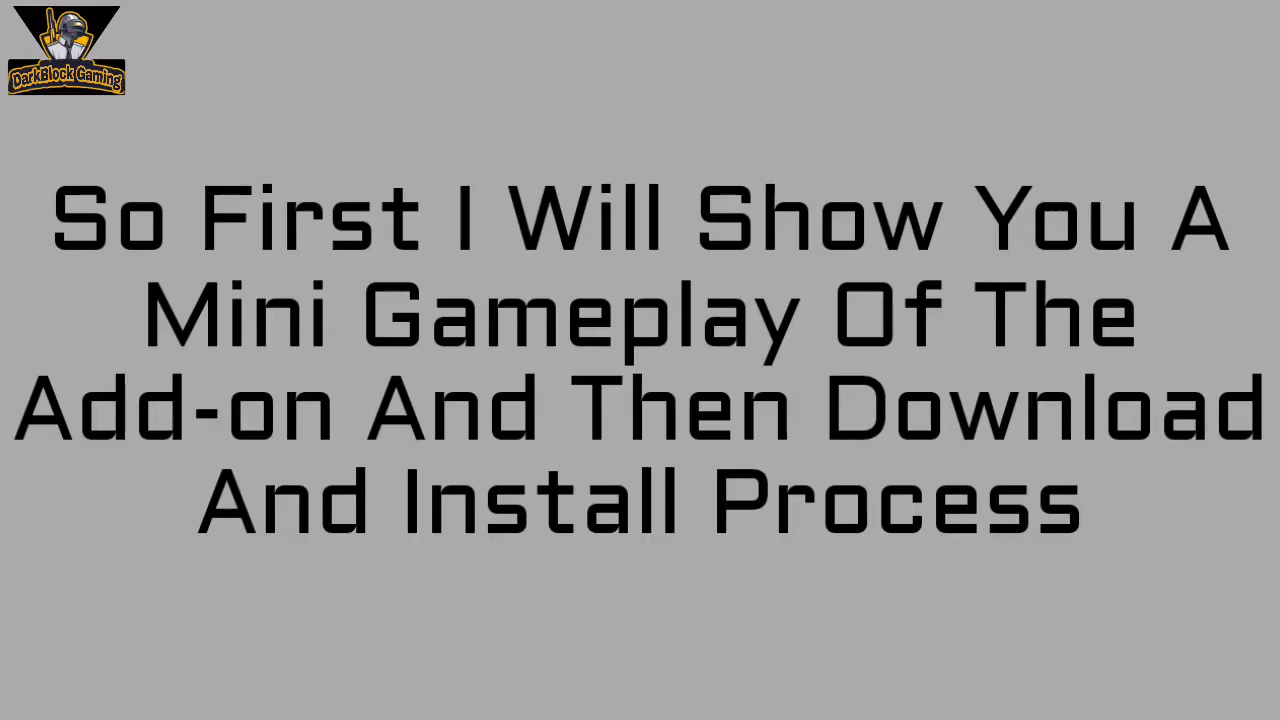 DarkBlock Gaming
So First I Will Show You A
Mini Gameplay Of The
Add-on And Then Download
And Install Process